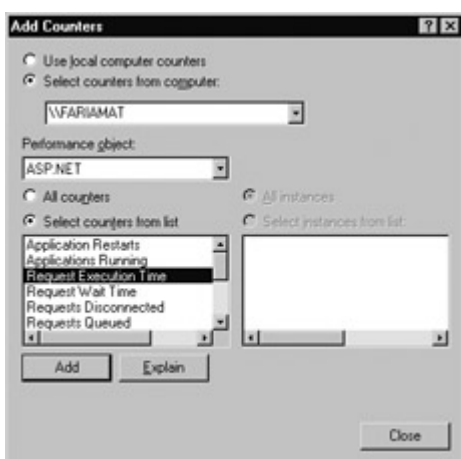 Add Counters
Use local computer counters
Select counters from computer:
\\FARIAMAT
Performance object:
ASP.NET
All counters
All instances
Select counters from list
Select instances from list:
Application Restarts
Applications Running
Request Execution Time
Request Wait Time
Requests Disconnected
Requests Queued
Add
Explain
Close